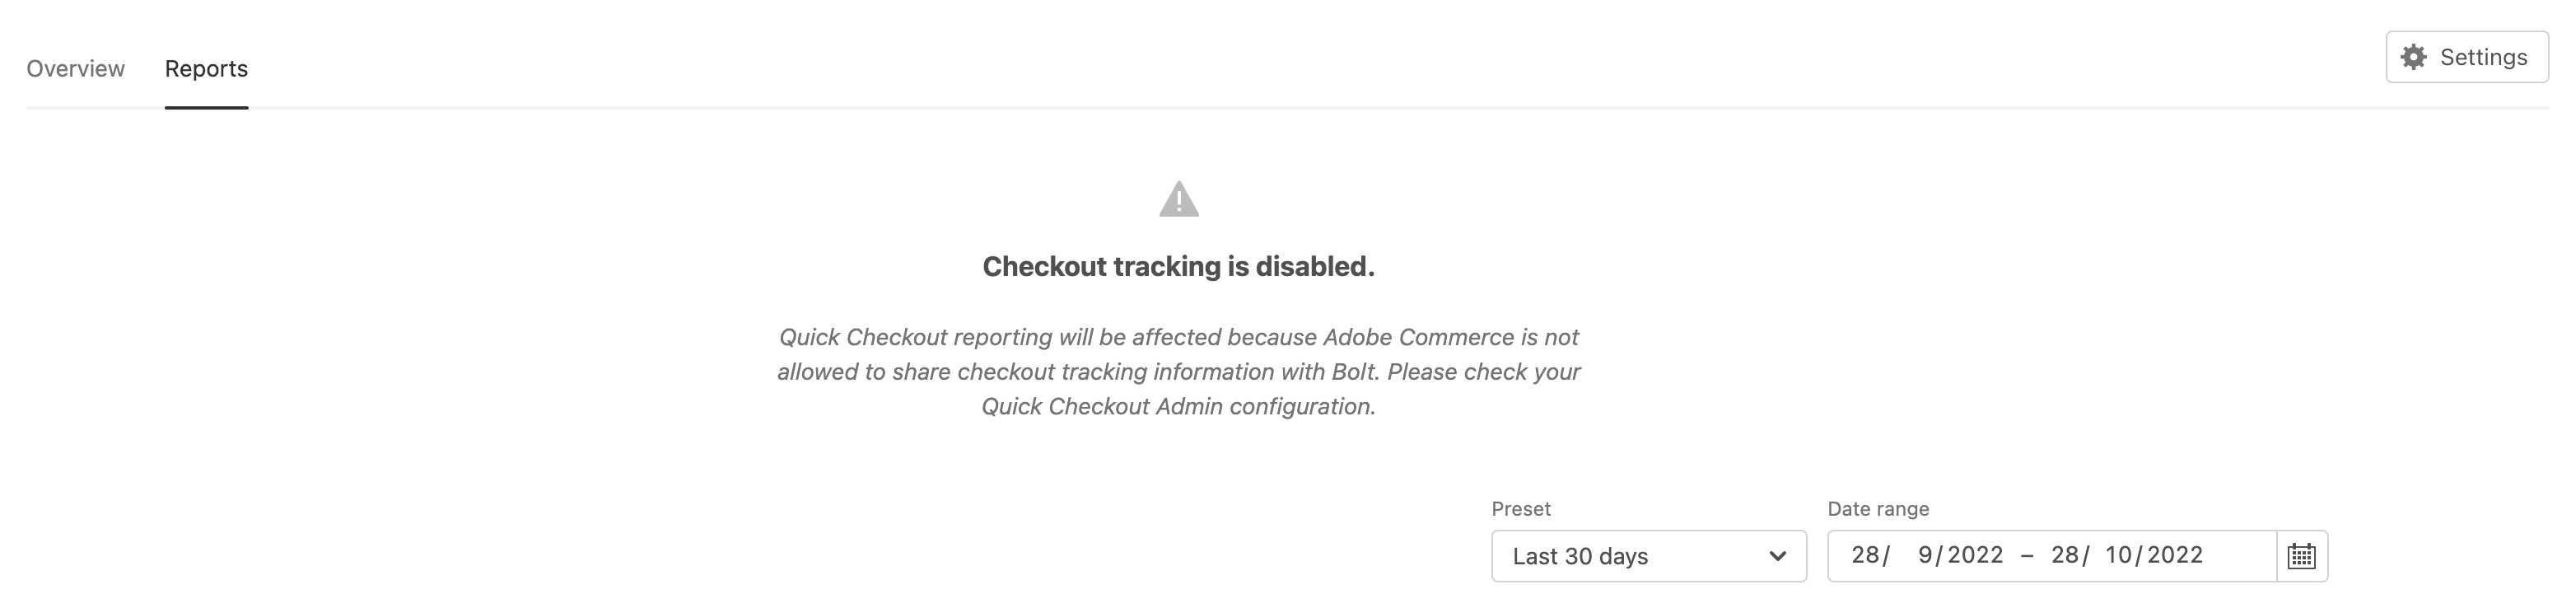 Overview Reports Settings
Checkout tracking is disabled.
Quick Checkout reporting will be affected because Adobe Commerce is not
allowed to share checkout tracking information with Bolt. Please check your
Quick Checkout Admin configuration.
Preset Date range
Last 30 days 28/ 9/2022 – 28/ 10/2022